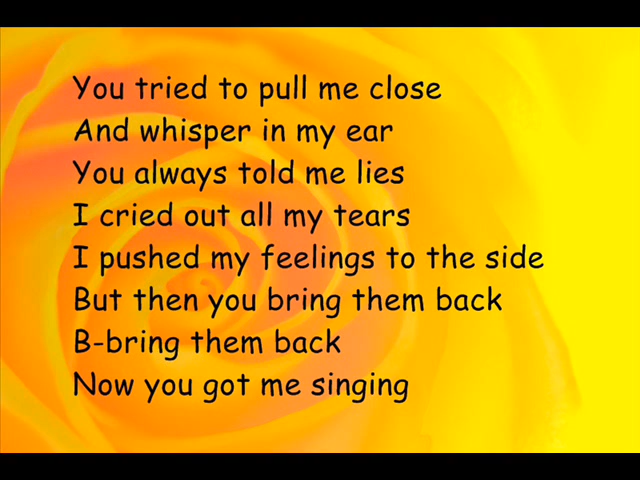 You tried to pull me close
And whisper in my ear
You always told me lies
I cried out all my tears
I pushed my feelings to the side
But then you bring them back
B-bring them back
Now you got me singing